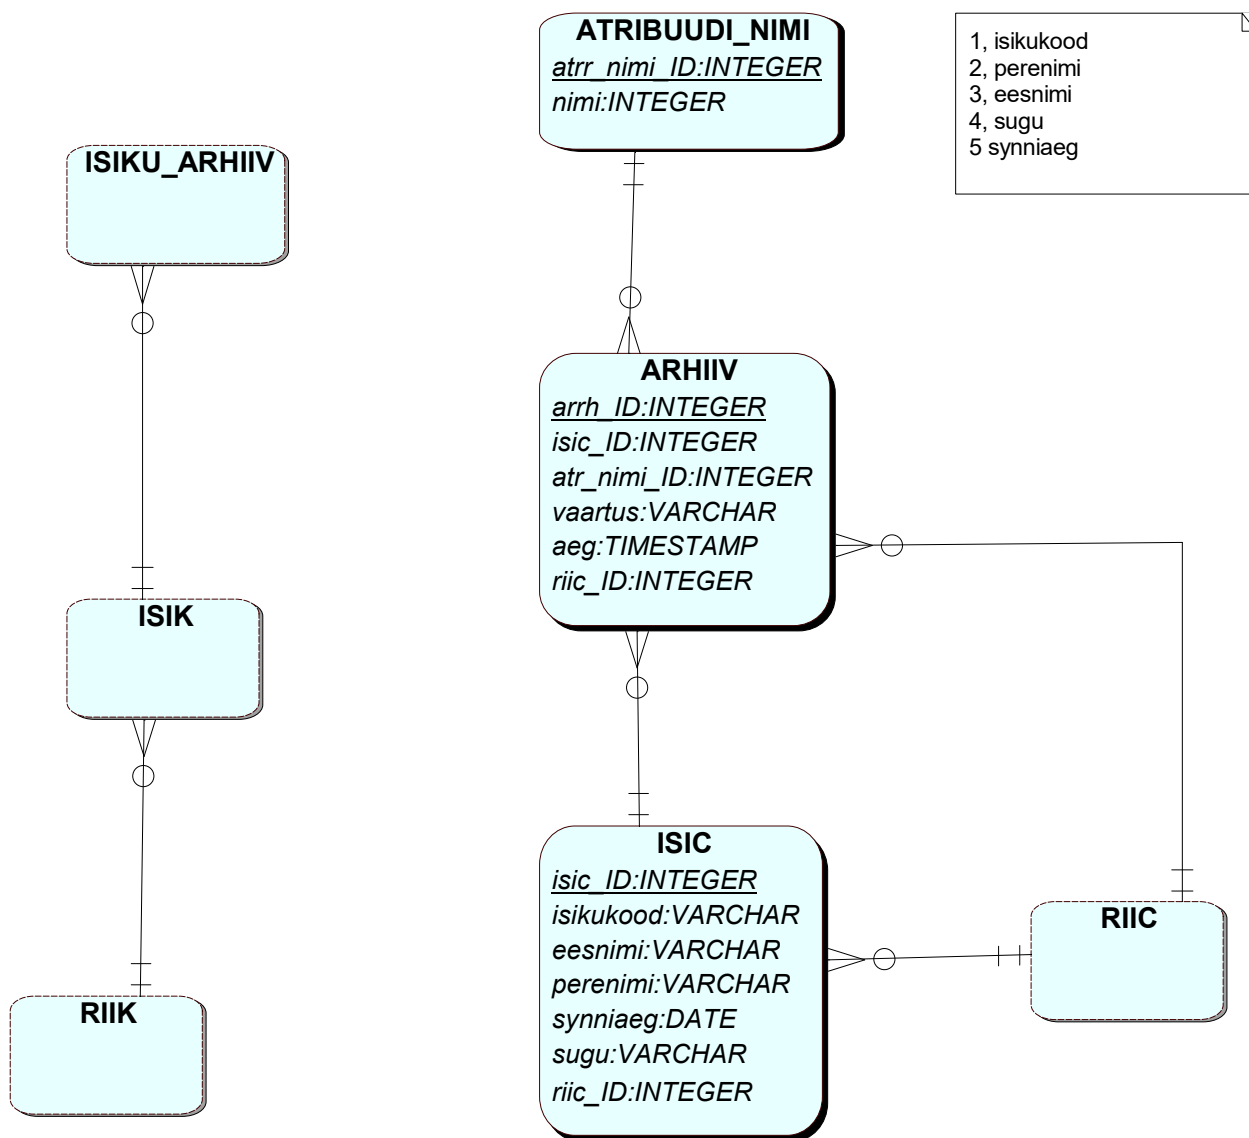 ATRIBUUDI_NIMI
atrr_nimi_ID:INTEGER
nimi:INTEGER
1, isikukood
2, perenimi
3, eesnimi
4, sugu
5 synniaeg
ISIKU_ARHIIV
ARHIIV
arrh_ID:INTEGER
isic_ID:INTEGER
atr_nimi_ID:INTEGER
vaartus:VARCHAR
aeg:TIMESTAMP
riic_ID:INTEGER
ISIK
ISIC
isic_ID:INTEGER
isikukood:VARCHAR
eesnimi:VARCHAR
perenimi:VARCHAR
synniaeg:DATE
sugu:VARCHAR
riic_ID:INTEGER
RIIC
RIIK